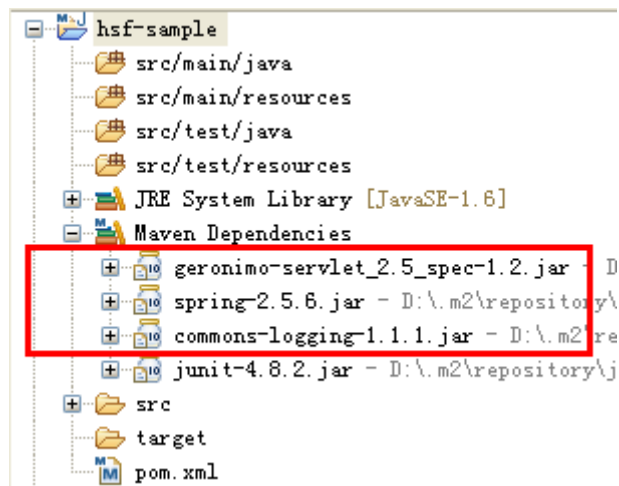 hsf-sample
src/main/java
src/main/resources
src/test/java
src/test/resources
JRE System Library [JavaSE-1.6]
Maven Dependencies
geronimo-servlet_2.5_spec-1.2.jar - D
spring-2.5.6.jar - D:\.m2\repository\
commons-logging-1.1.1.jar - D:\.m2\re
junit-4.8.2.jar - D:\.m2\repository\j
src
target
pom.xml